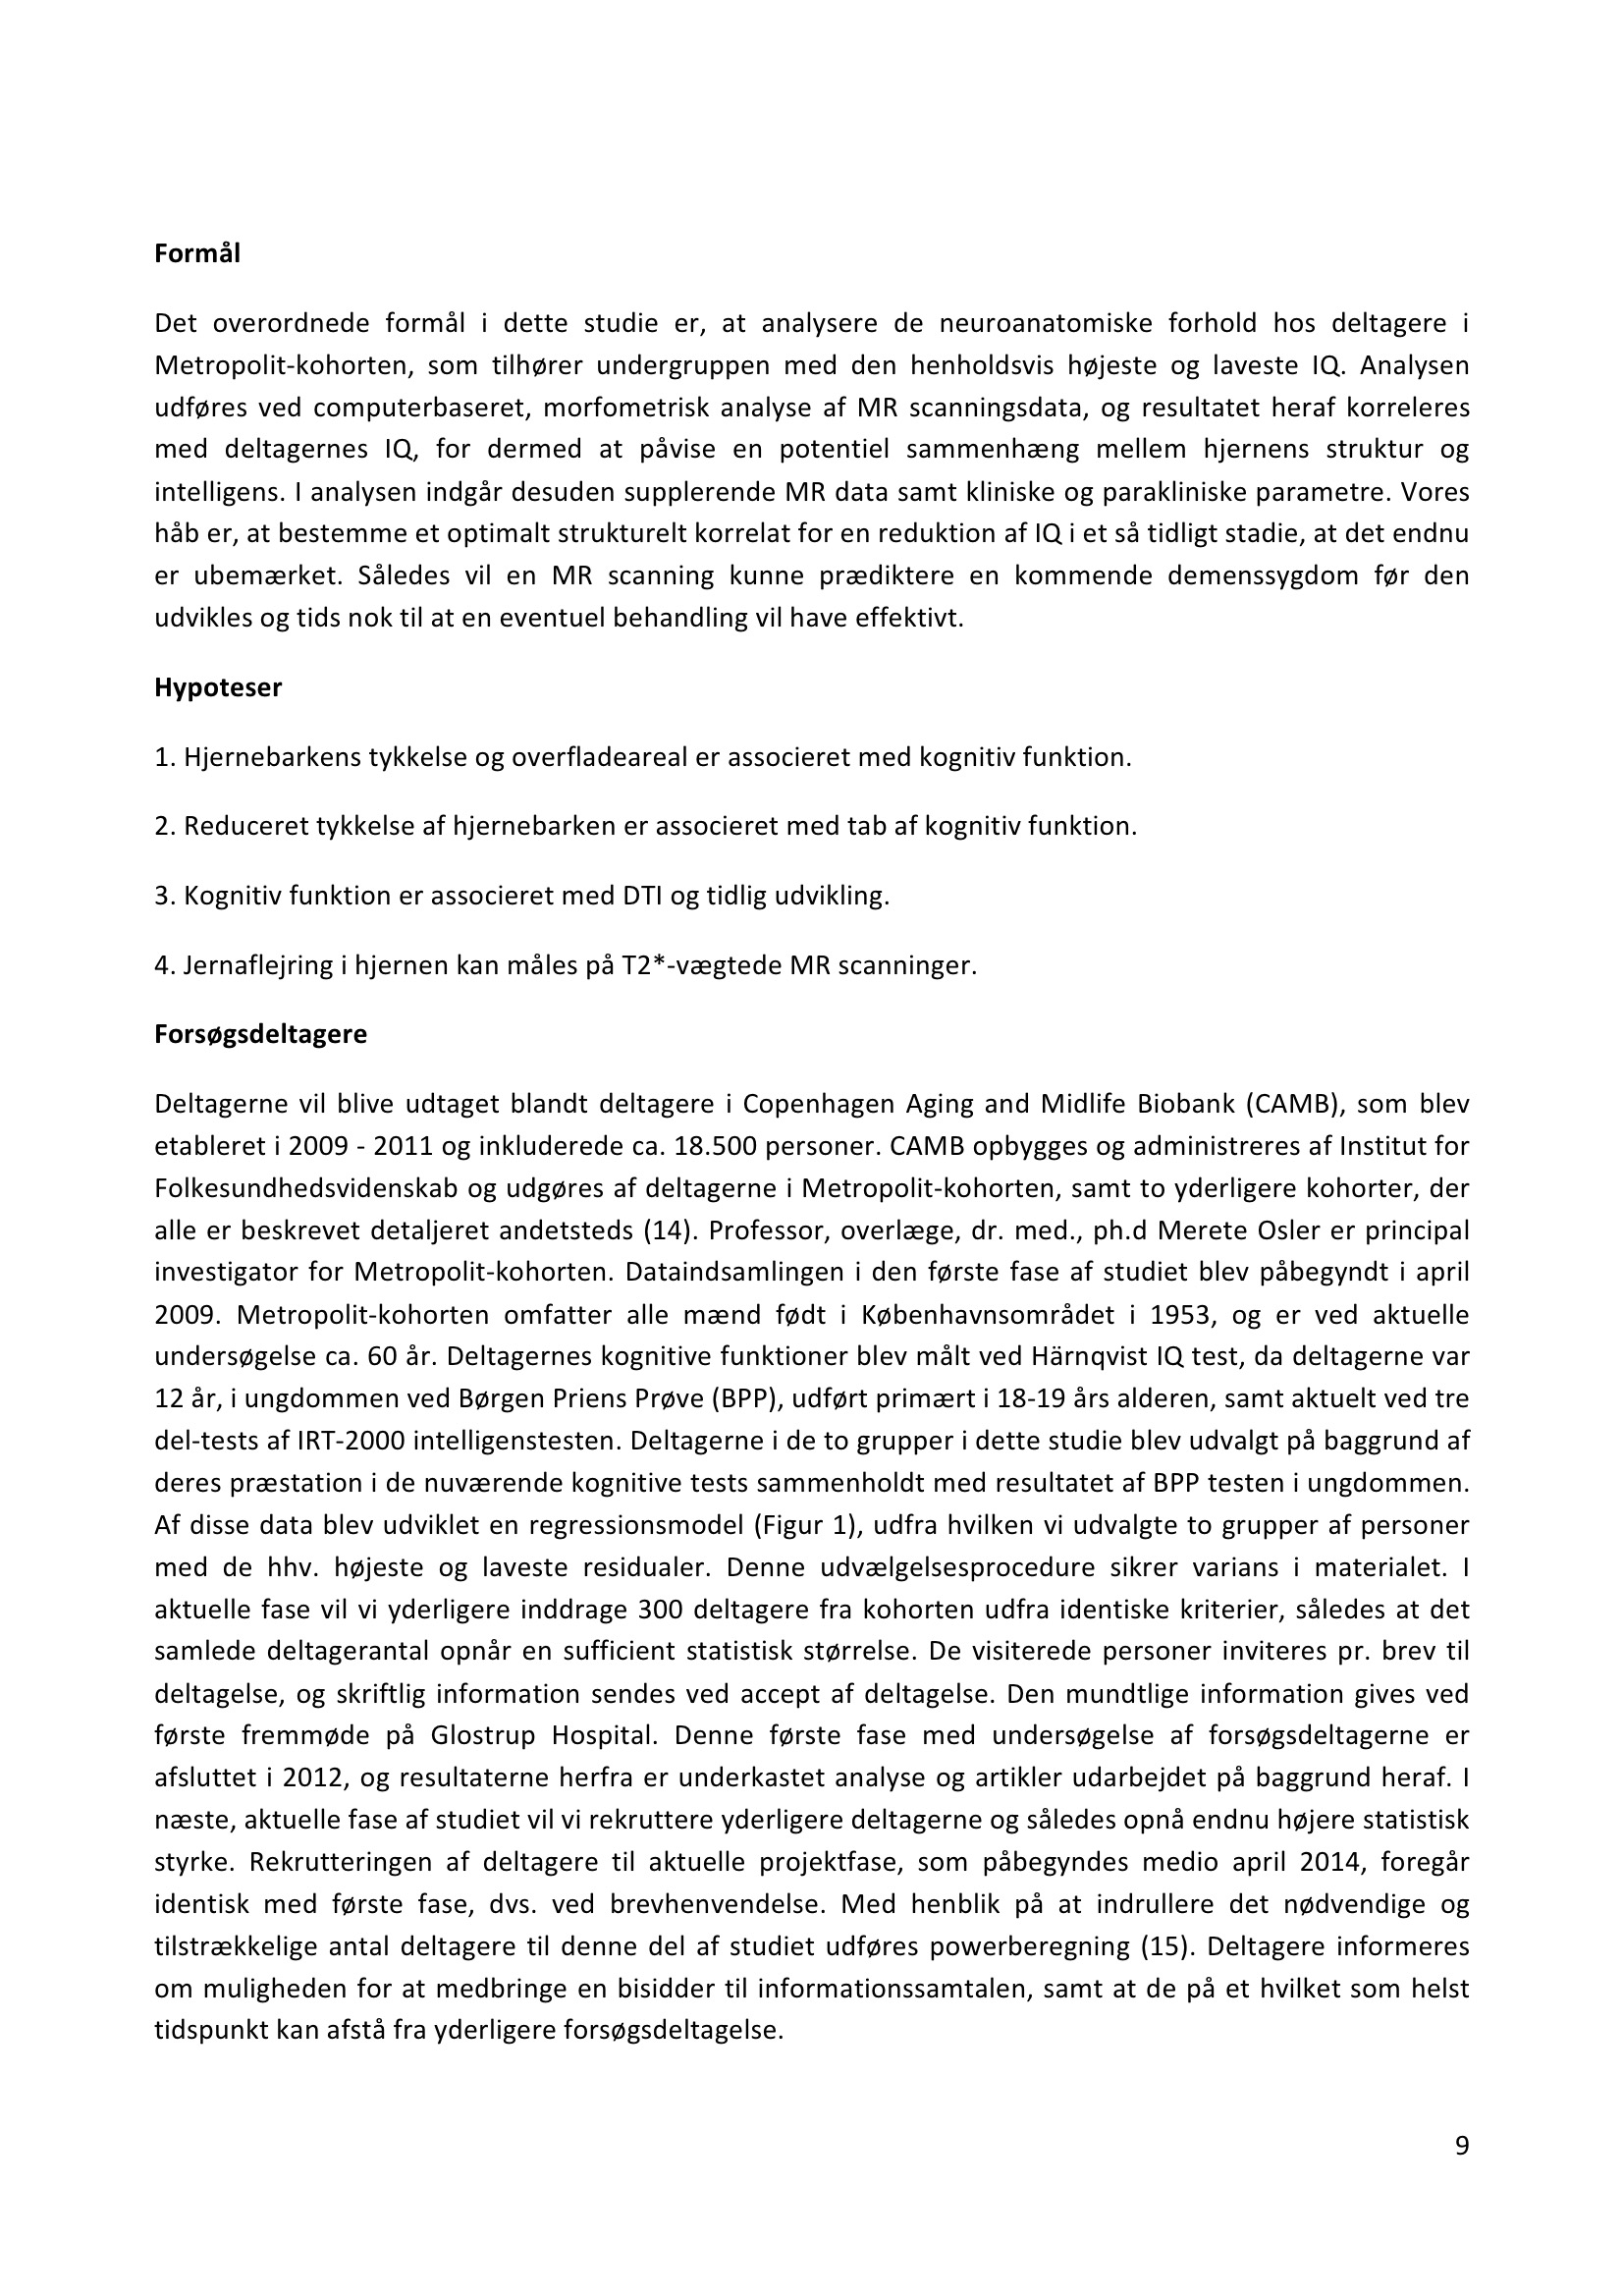 Formål
Det overordnede formål i dette studie er, at analysere de neuroanatomiske forhold hos deltagere i
Metropolit-kohorten, som tilhører undergruppen med den henholdsvis højeste og laveste IQ. Analysen
udføres ved computerbaseret, morfometrisk analyse af MR scanningsdata, og resultatet heraf korreleres
med deltagernes IQ, for dermed at påvise en potentiel sammenhæng mellem hjernens struktur og
intelligens. I analysen indgår desuden supplerende MR data samt kliniske og parakliniske parametre. Vores
håb er, at bestemme et optimalt strukturelt korrelat for en reduktion af IQ i et så tidligt stadie, at det endnu
er ubemærket. Således vil en MR scanning kunne prædiktere en kommende demenssygdom før den
udvikles og tids nok til at en eventuel behandling vil have effektivt.
Hypoteser
1. Hjernebarkens tykkelse og overfladeareal er associeret med kognitiv funktion.
2. Reduceret tykkelse af hjernebarken er associeret med tab af kognitiv funktion.
3. Kognitiv funktion er associeret med DTI og tidlig udvikling.
4. Jernaflejring i hjernen kan måles på T2*-vægtede MR scanninger.
Forsøgsdeltagere
Deltagerne vil blive udtaget blandt deltagere i Copenhagen Aging and Midlife Biobank (CAMB), som blev
etableret i 2009 - 2011 og inkluderede ca. 18.500 personer. CAMB opbygges og administreres af Institut for
Folkesundhedsvidenskab og udgøres af deltagerne i Metropolit-kohorten, samt to yderligere kohorter, der
alle er beskrevet detaljeret andetsteds (14). Professor, overlæge, dr. med., ph.d Merete Osler er principal
investigator for Metropolit-kohorten. Dataindsamlingen i den første fase af studiet blev påbegyndt i april
2009. Metropolit-kohorten omfatter alle mænd født i Københavnsområdet i 1953, og er ved aktuelle
undersøgelse ca. 60 år. Deltagernes kognitive funktioner blev målt ved Härnqvist IQ test, da deltagerne var
12 år, i ungdommen ved Børgen Priens Prøve (BPP), udført primært i 18-19 års alderen, samt aktuelt ved tre
del-tests af IRT-2000 intelligenstesten. Deltagerne i de to grupper i dette studie blev udvalgt på baggrund af
deres præstation i de nuværende kognitive tests sammenholdt med resultatet af BPP testen i ungdommen.
Af disse data blev udviklet en regressionsmodel (Figur 1), udfra hvilken vi udvalgte to grupper af personer
med de hhv. højeste og laveste residualer. Denne udvælgelsesprocedure sikrer varians i materialet. I
aktuelle fase vil vi yderligere inddrage 300 deltagere fra kohorten udfra identiske kriterier, således at det
samlede deltagerantal opnår en sufficient statistisk størrelse. De visiterede personer inviteres pr. brev til
deltagelse, og skriftlig information sendes ved accept af deltagelse. Den mundtlige information gives ved
første fremmøde på Glostrup Hospital. Denne første fase med undersøgelse af forsøgsdeltagerne er
afsluttet i 2012, og resultaterne herfra er underkastet analyse og artikler udarbejdet på baggrund heraf. I
næste, aktuelle fase af studiet vil vi rekruttere yderligere deltagerne og således opnå endnu højere statistisk
styrke. Rekrutteringen af deltagere til aktuelle projektfase, som påbegyndes medio april 2014, foregår
identisk med første fase, dvs. ved brevhenvendelse. Med henblik på at indrullere det nødvendige og
tilstrækkelige antal deltagere til denne del af studiet udføres powerberegning (15). Deltagere informeres
om muligheden for at medbringe en bisidder til informationssamtalen, samt at de på et hvilket som helst
tidspunkt kan afstå fra yderligere forsøgsdeltagelse.
9